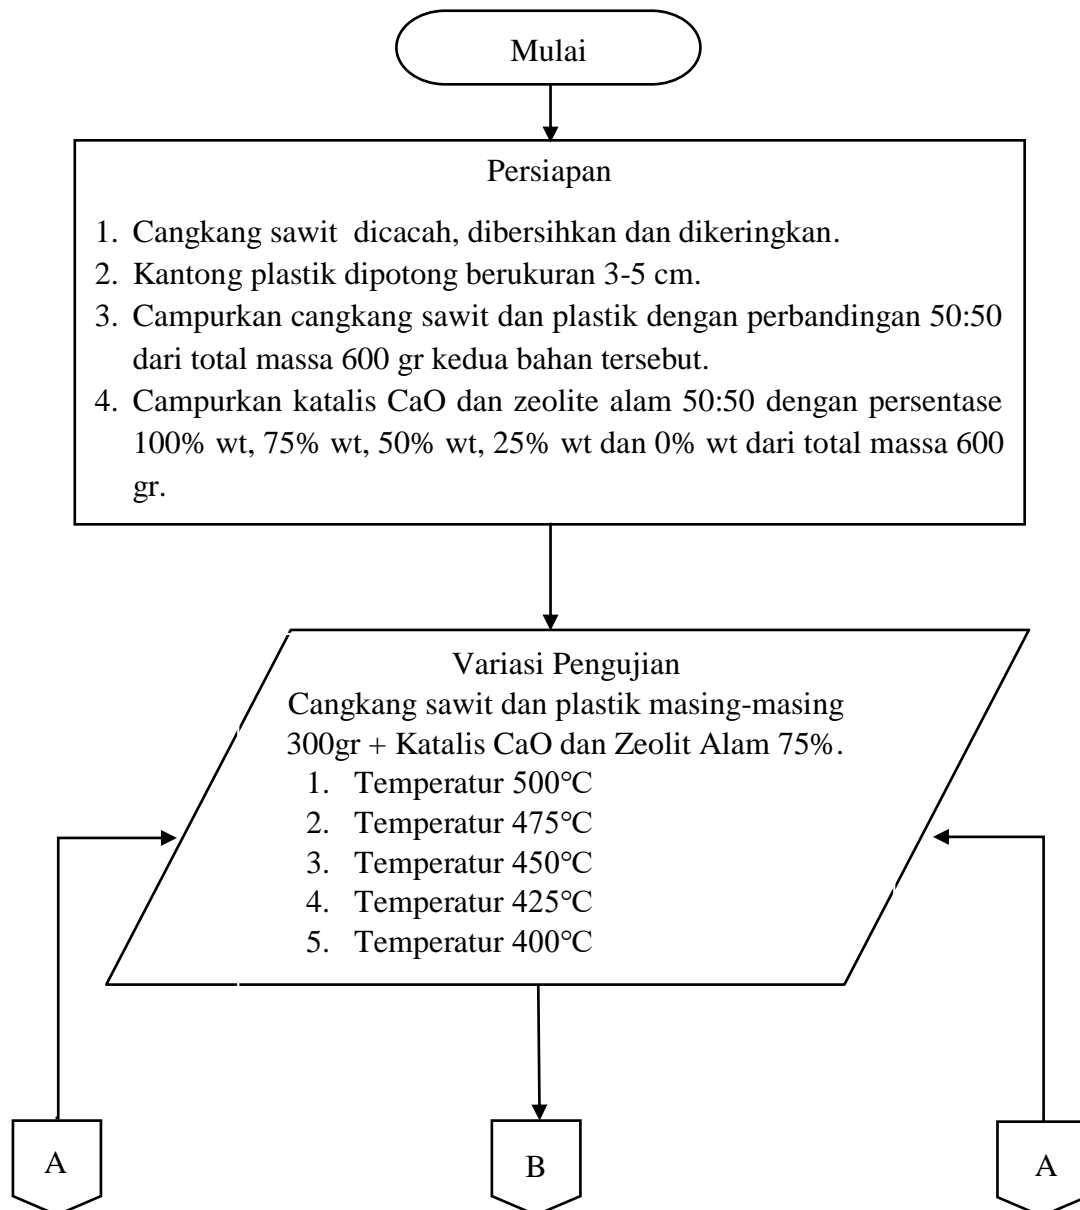 Mulai
Persiapan
1. Cangkang sawit dicacah, dibersihkan dan dikeringkan.
2. Kantong plastik dipotong berukuran 3-5 cm.
3. Campurkan cangkang sawit dan plastik dengan perbandingan 50:50
dari total massa 600 gr kedua bahan tersebut.
4. Campurkan katalis CaO dan zeolite alam 50:50 dengan persentase
100% wt, 75% wt, 50% wt, 25% wt dan 0% wt dari total massa 600
gr.
Variasi Pengujian
Cangkang sawit dan plastik masing-masing
300gr + Katalis CaO dan Zeolit Alam 75%.
1. Temperatur 500°C
2. Temperatur 475°C
3. Temperatur 450°C
4. Temperatur 425°C
5. Temperatur 400°C
A
B
A